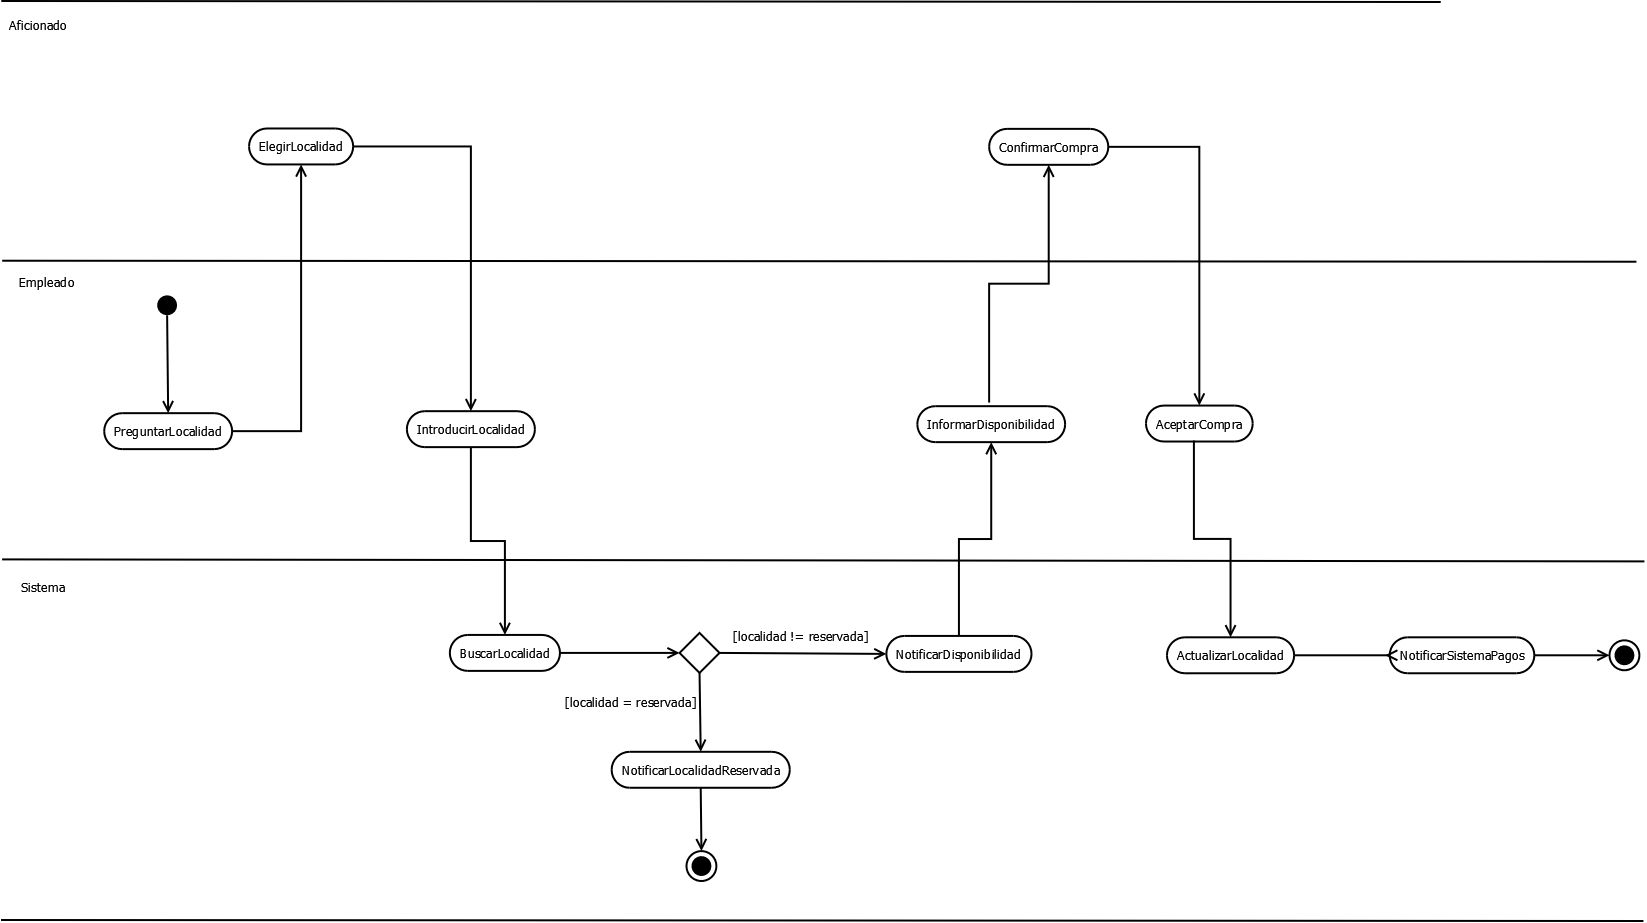 Aficionado
ElegirLocalidad
ConfirmarCompra
Empleado
PreguntarLocalidad
IntroducirLocalidad
InformarDisponibilidad
AceptarCompra
Sistema
BuscarLocalidad
[localidad != reservada]
NotificarDisponibilidad
ActualizarLocalidad
NotificarSistemaPagos
[localidad = reservada]
NotificarLocalidadReservada